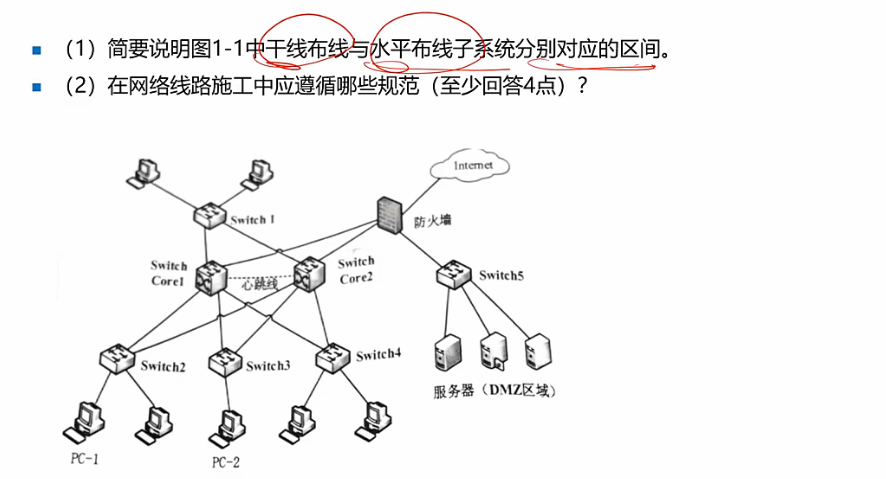 （1）简要说明图1-1中干线布线与水平布线子系统分别对应的区间。
（2）在网络线路施工中应遵循哪些规范（至少回答4点）?
Internet
Switch 1
防火墙
Switch
Core1
心跳线
Switch
Core2
Switch5
Switch2
Switch3
Switch4
服务器（DMZ区域）
PC-1
PC-2